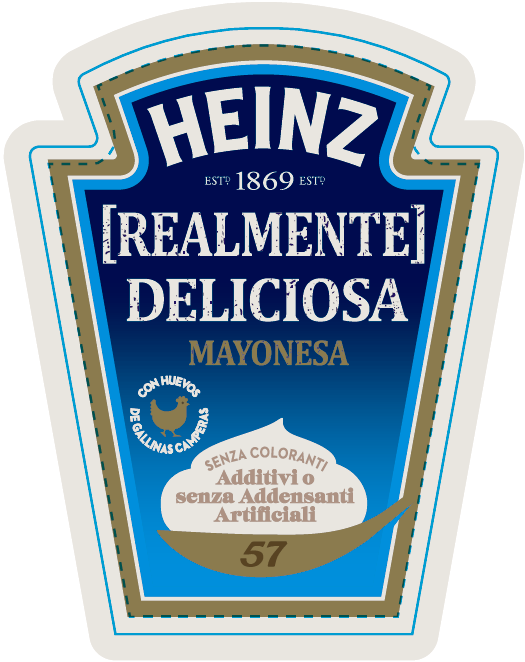 HEINZ
ESTD 1869 ESTD
[REALMENTE]
DELICIOSA
MAYONESA
CON HUEVOS
DE GALLINAS CAMPERAS
SENZA COLORANTI
Additivi o
senza Addensanti
Artificiali
57